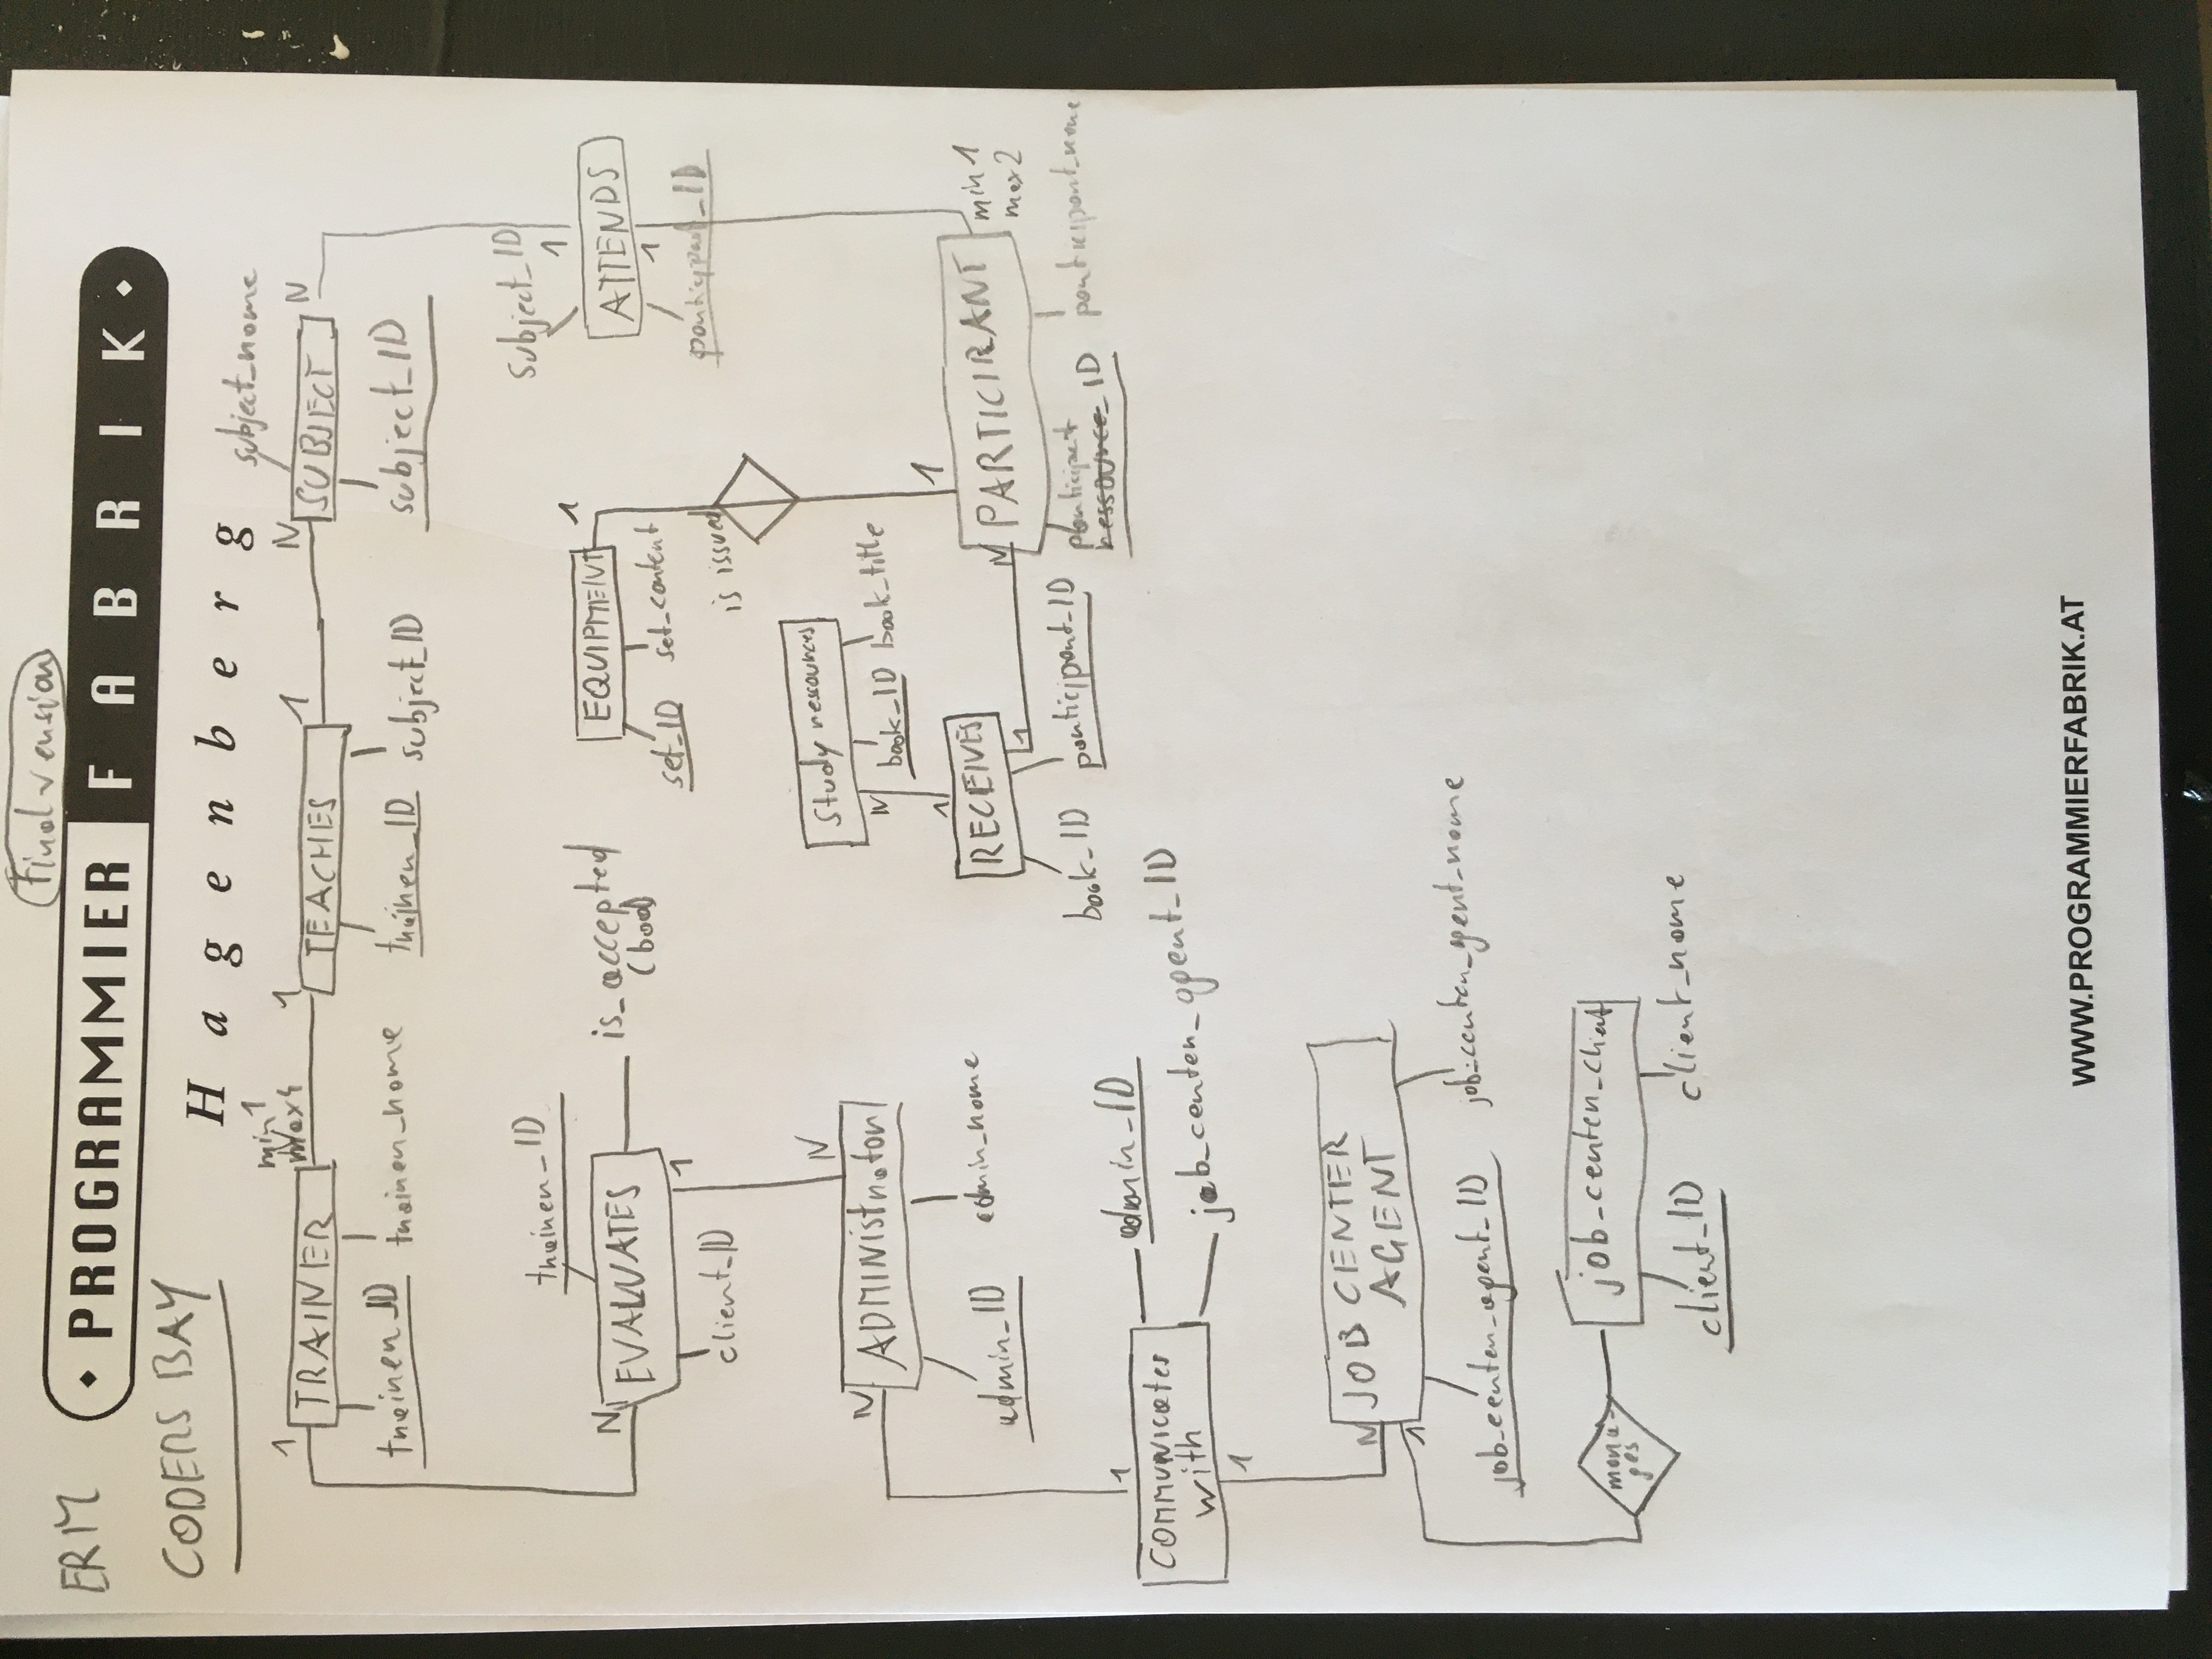 Final version
ERM
PROGRAMMIER FABRIK
CODERS BAY
Hagenberg
subject_name
1 TRAINER min 1
max 4
1 TEACHES 1
N SUBJECT N
trainer_ID trainer_name
trainer_ID subject_ID
subject_ID
trainer_ID
N EVALUATES
is_accepted
(bool)
client_ID
1
EQUIPMENT 1
set_ID set_content
subject_ID
1
ATTENDS
1
participant_ID
is issued
Study ressources
N book_ID book_title
N
N ADMINistrator
admin_ID admin_name
1
RECEIVES
1
book_ID participant_ID
1
N PARTICIPANT
min 1
max 2
participant
ressource_ID
participant_name
1
communicates
with
admin_ID
job_center_agent_ID
1
N JOB CENTER
AGENT
1
job_center_agent_ID
job_center_agent_name
mana-
ges
job_center_client
client_ID client_name
WWW.PROGRAMMIERFABRIK.AT